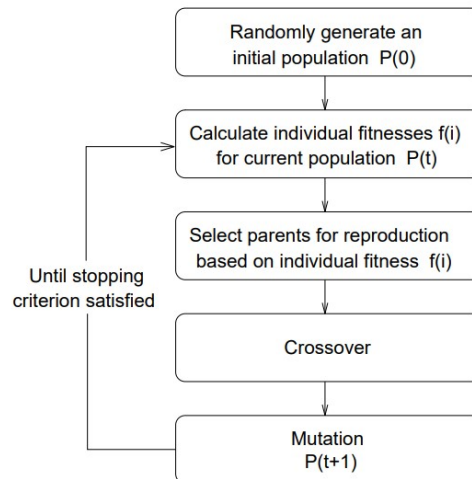 Randomly generate an
initial population P(0)
Calculate individual fitnesses f(i)
for current population P(t)
Select parents for reproduction
based on individual fitness f(i)
Until stopping
criterion satisfied
Crossover
Mutation
P(t+1)